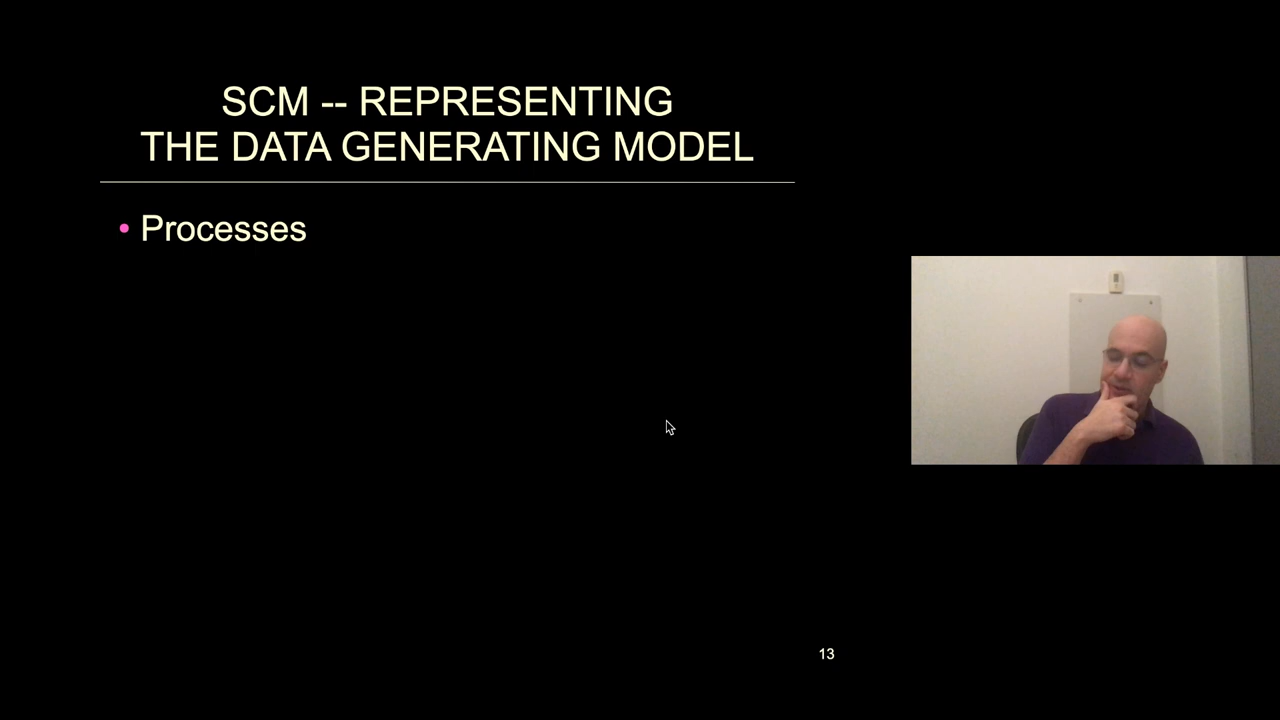 SCM -- REPRESENTING
THE DATA GENERATING MODEL
• Processes
13